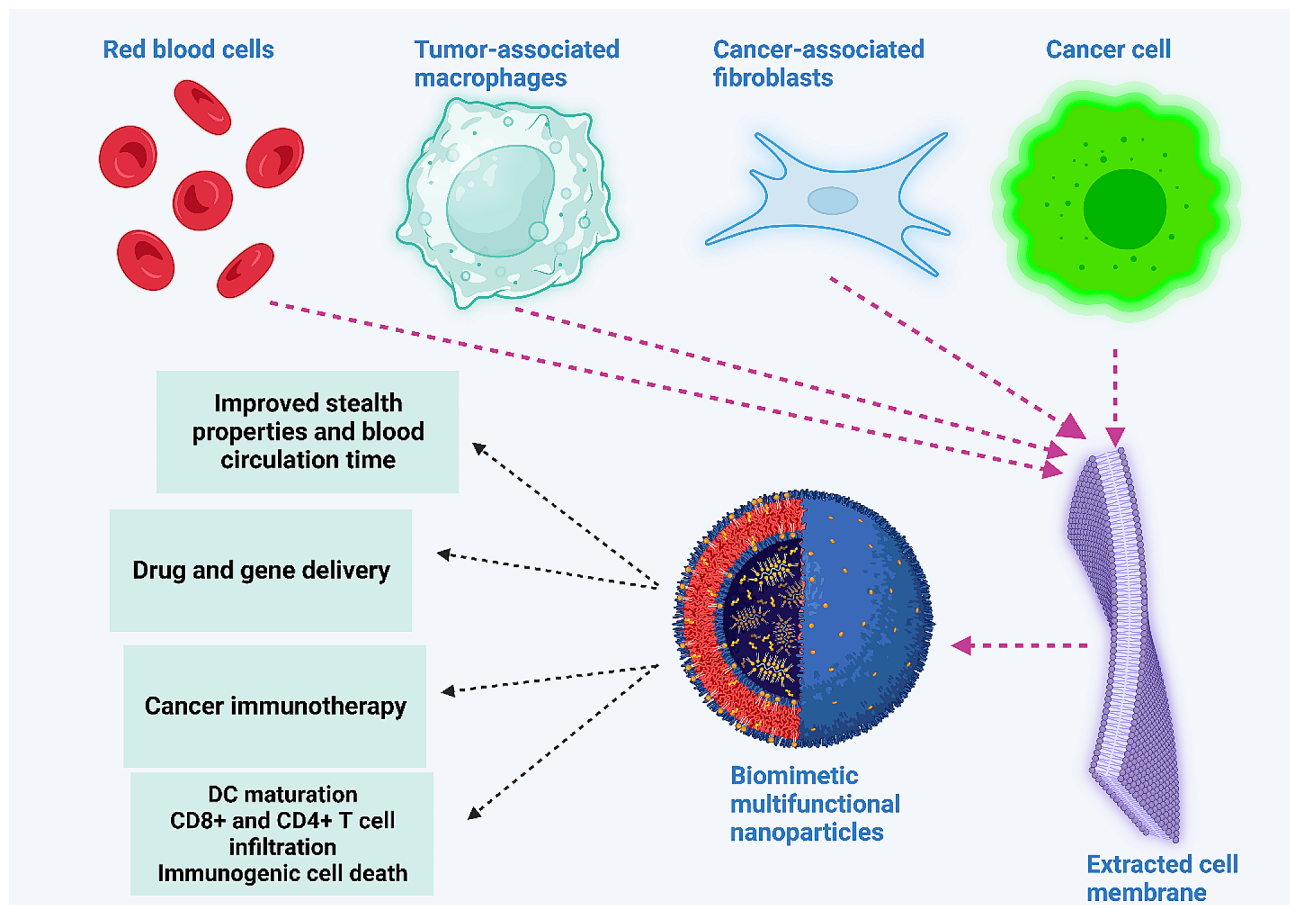 Red blood cells
Tumor-associated
macrophages
Cancer-associated
fibroblasts
Cancer cell
Improved stealth
properties and blood
circulation time
Drug and gene delivery
Cancer immunotherapy
DC maturation
CD8+ and CD4+ T cell
infiltration
Immunogenic cell death
Biomimetic
multifunctional
nanoparticles
Extracted cell
membrane